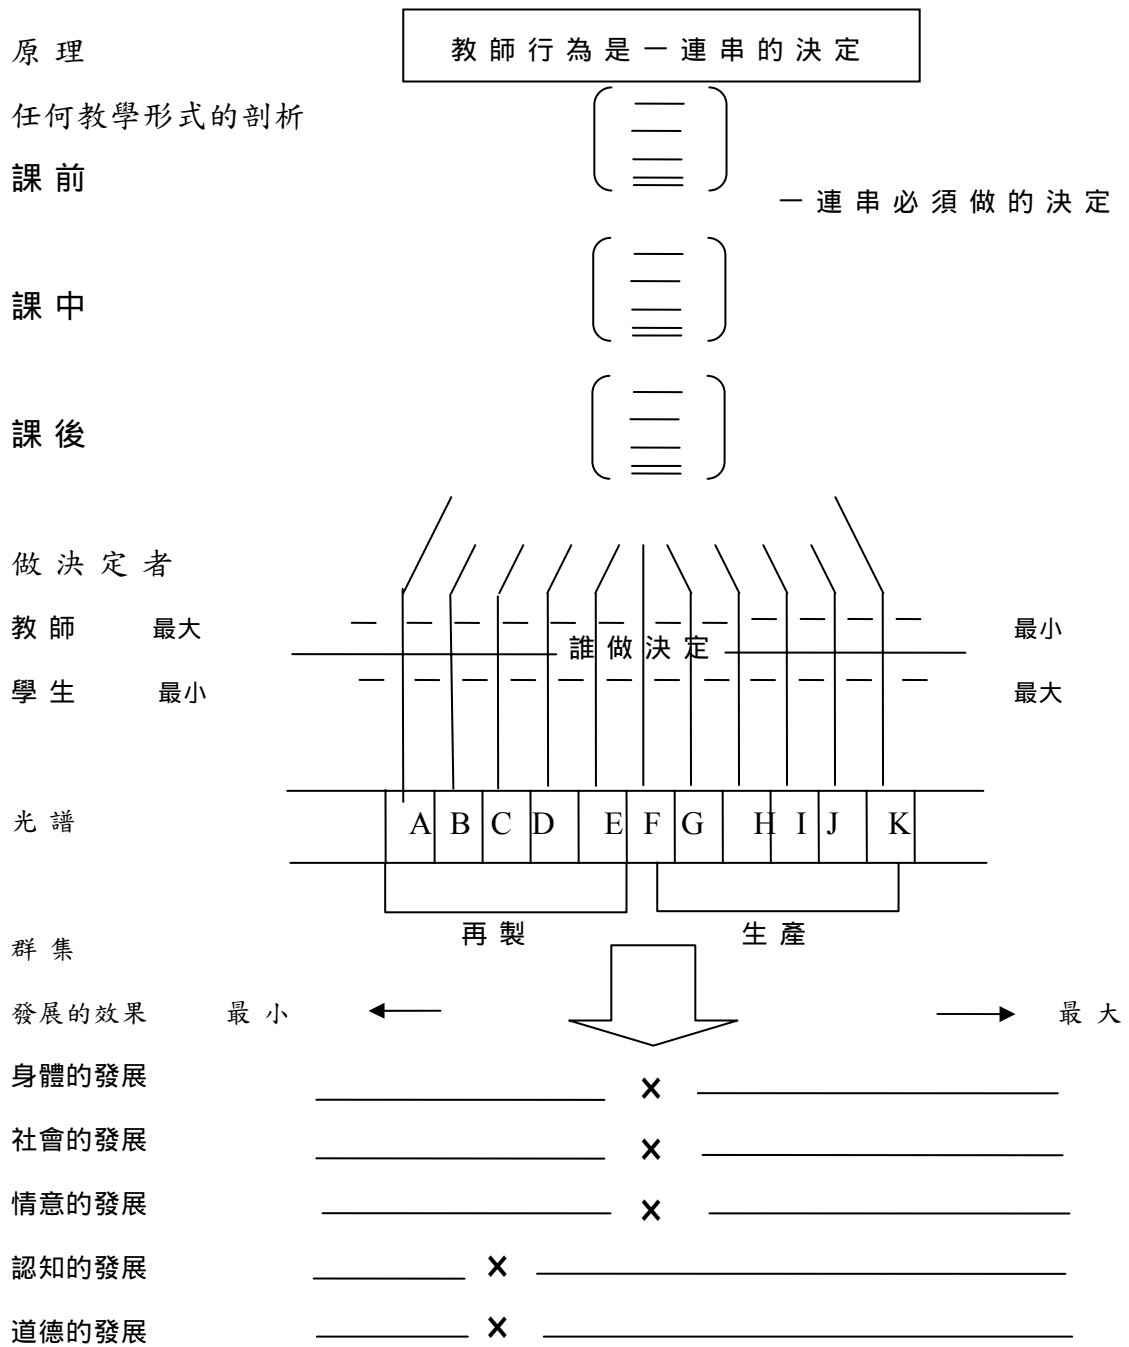 原理
教師行為是一連串的決定
任何教學形式的剖析
課前
一連串必須做的決定
課中
課後
做決定者
教師 最大 最小
誰做決定
學生 最小 最大
光譜 A B C D E F G H I J K
再製 生產
群集
發展的效果 最小 最大
身體的發展
社會的發展
情意的發展
認知的發展
道德的發展